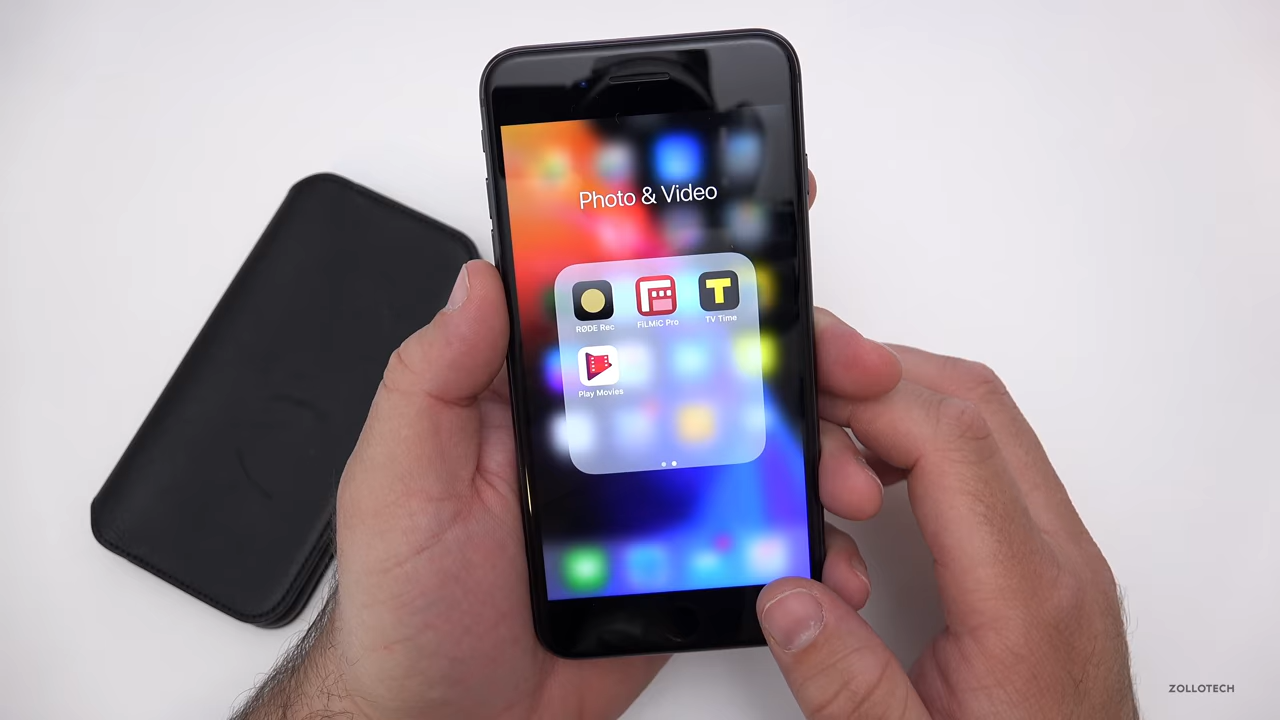 Photo & Video
RØDE Rec
FiLMiC Pro
TV Time
Play Movies
ZOLLOTECH